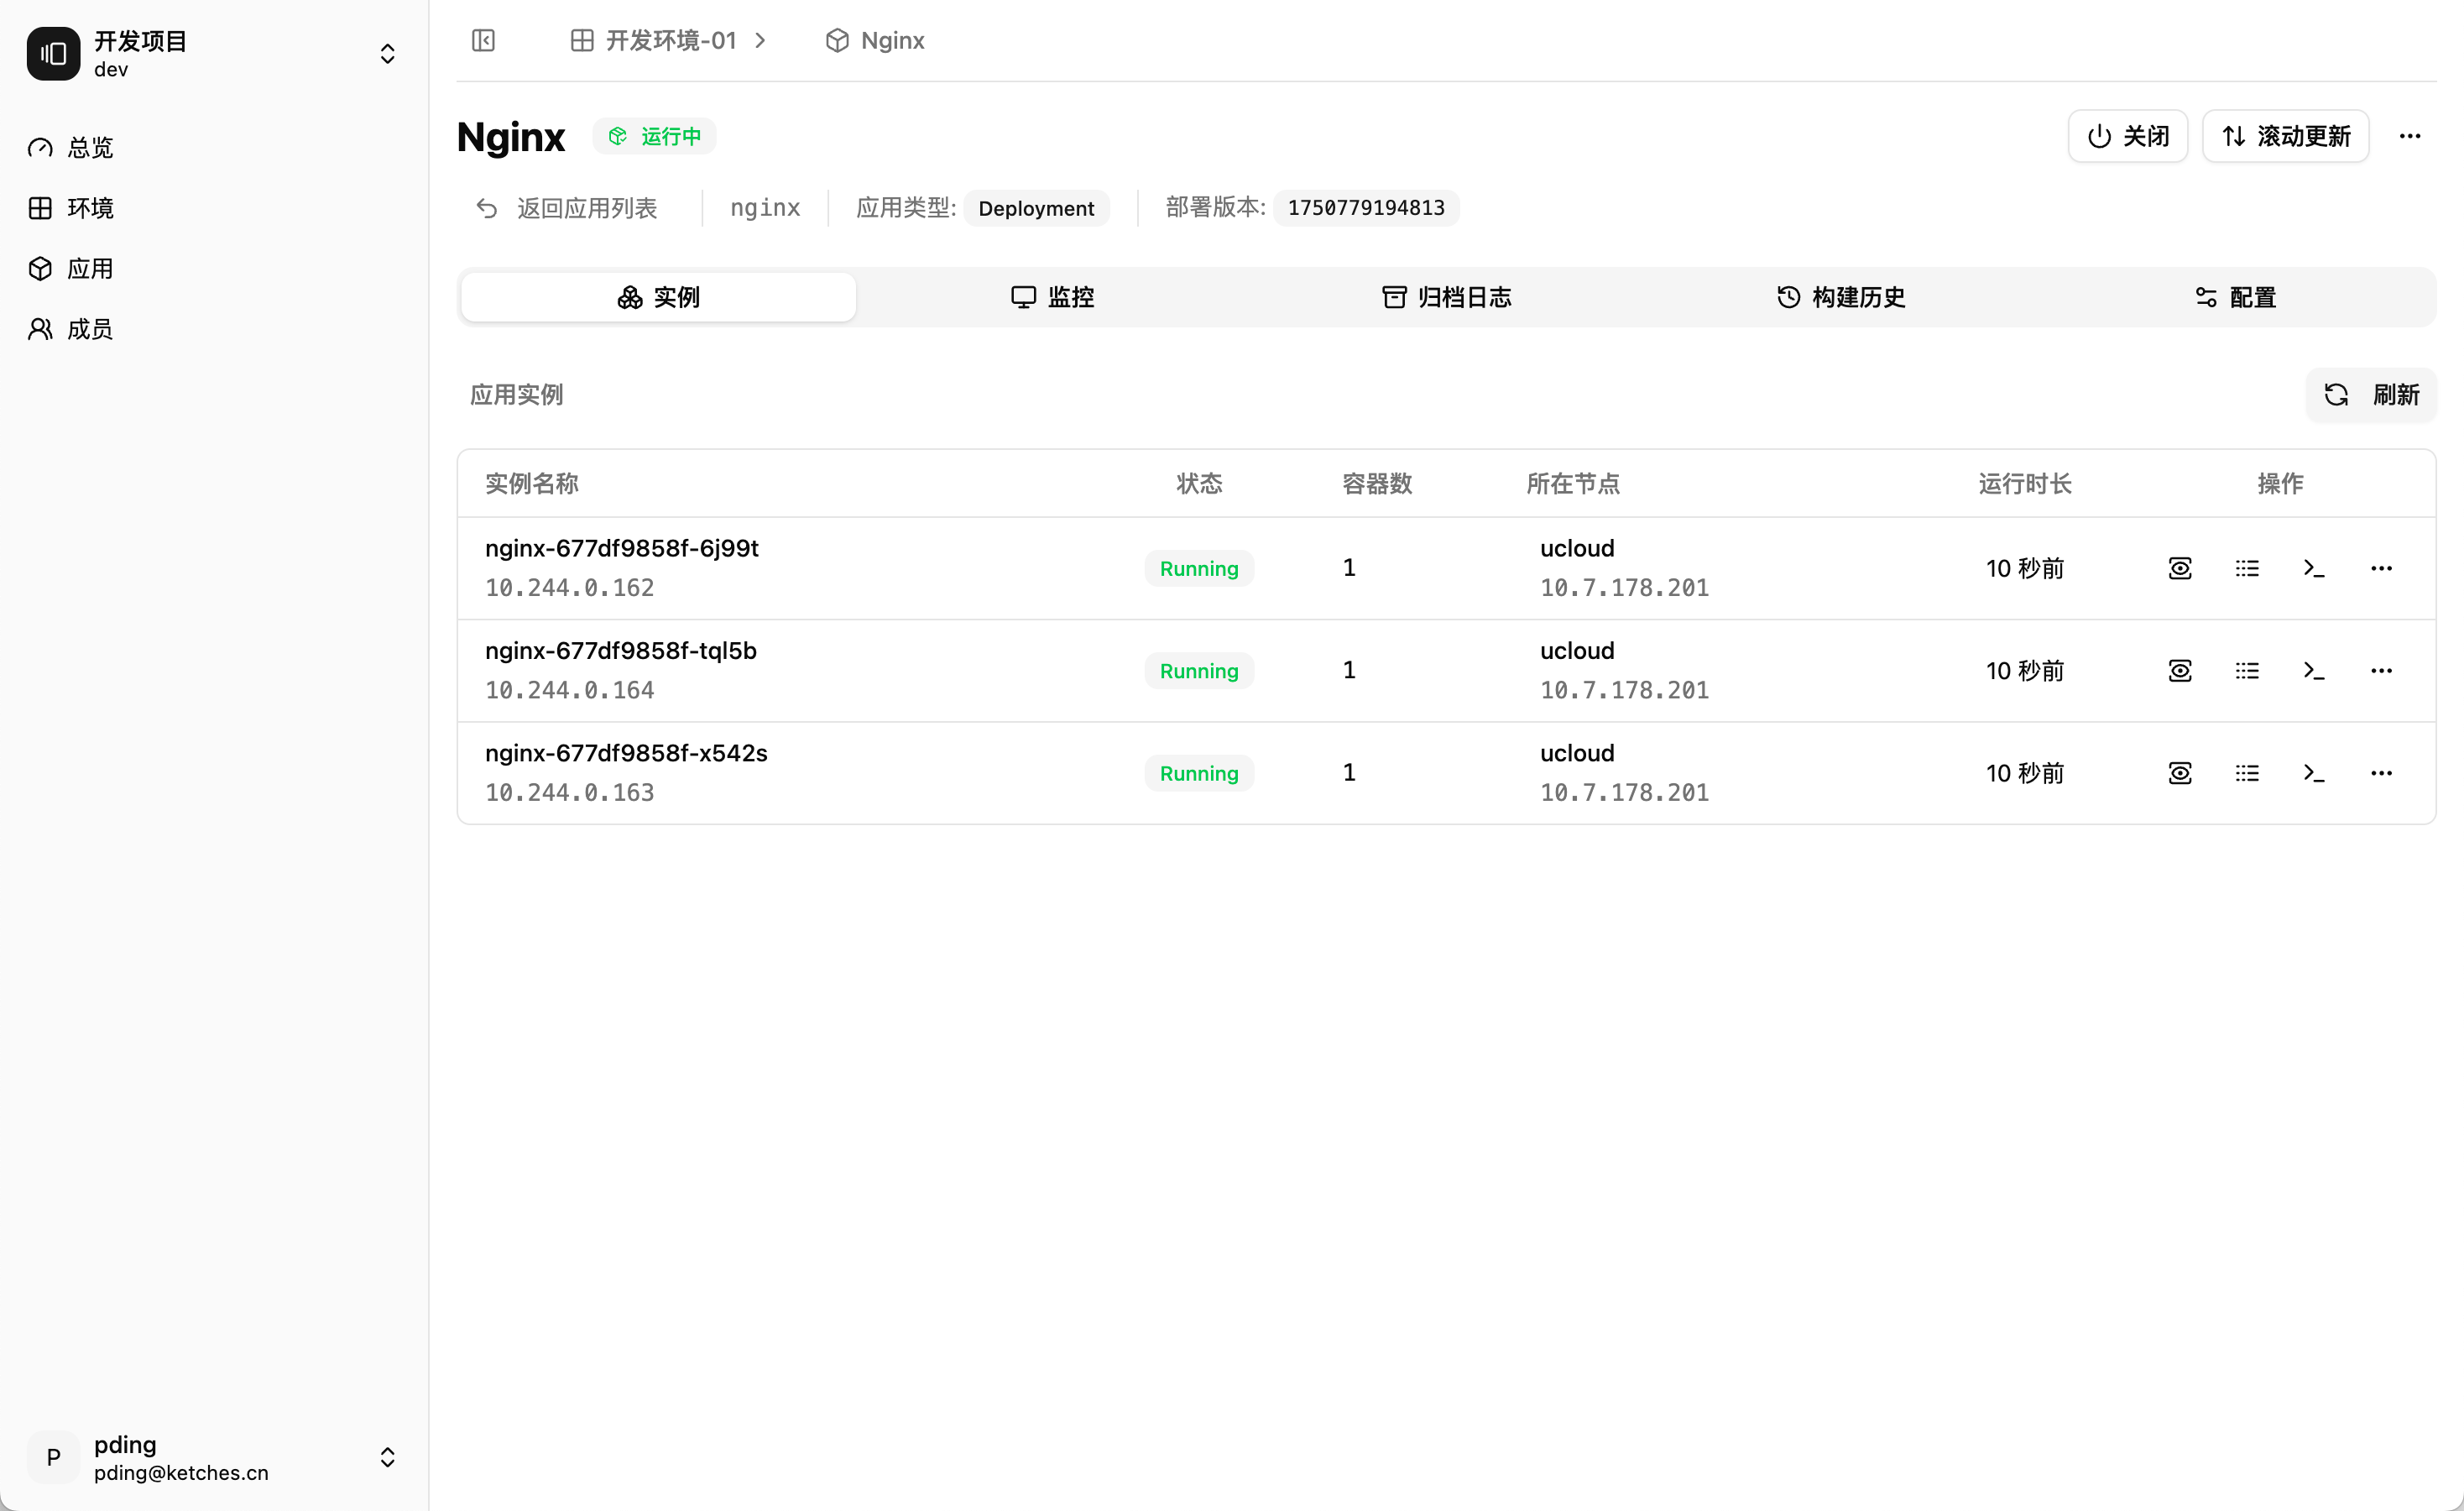 开发项目
dev
总览
环境
应用
成员
pding
P
pding@ketches.cn
开发环境-01
Nginx
Nginx
运行中
关闭
滚动更新
返回应用列表
nginx
应用类型: Deployment
部署版本: 1750779194813
实例
监控
归档日志
构建历史
配置
应用实例
刷新
实例名称 状态 容器数 所在节点 运行时长 操作
nginx-677df9858f-6j99t Running 1 ucloud 10 秒前
10.244.0.162 10.7.178.201
nginx-677df9858f-tql5b Running 1 ucloud 10 秒前
10.244.0.164 10.7.178.201
nginx-677df9858f-x542s Running 1 ucloud 10 秒前
10.244.0.163 10.7.178.201